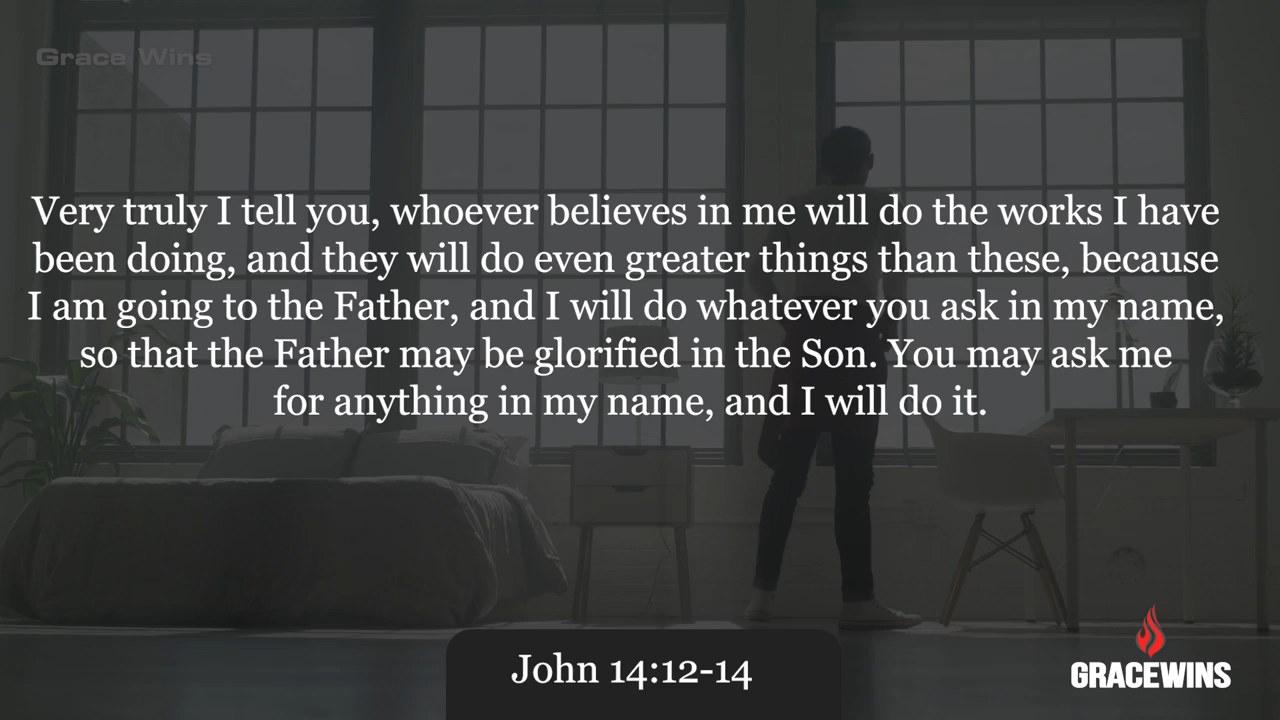 Grace Wins
Very truly I tell you, whoever believes in me will do the works I have
been doing, and they will do even greater things than these, because
I am going to the Father, and I will do whatever you ask in my name,
so that the Father may be glorified in the Son. You may ask me
for anything in my name, and I will do it.
John 14:12-14
GRACEWINS